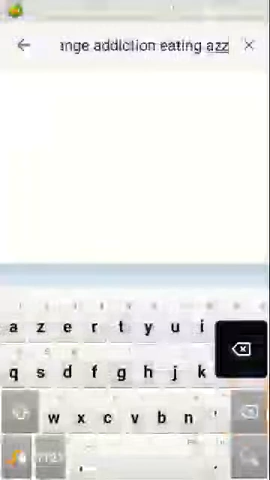 ange addiction eating azz
a z e r t y u i
q s d f g h j k
w x c v b n '